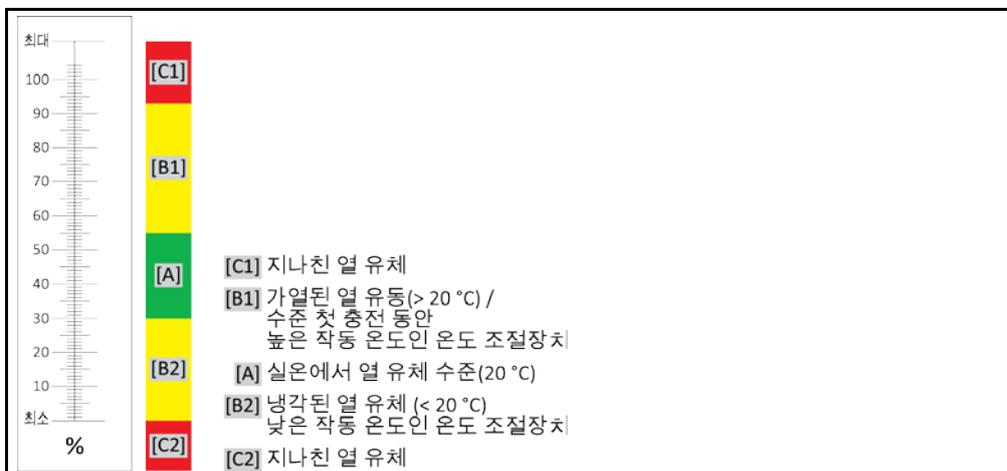 최대
100
90
80
70
60
50
40
30
20
10
최소
%
[C1]
[B1]
[A]
[B2]
[C2]
[C1] 지나친 열 유체
[B1] 가열된 열 유동(> 20 °C) /
수준 첫 충전 동안
높은 작동 온도인 온도 조절장치
[A] 실온에서 열 유체 수준(20 °C)
[B2] 냉각된 열 유체 (< 20 °C)
낮은 작동 온도인 온도 조절장치
[C2] 지나친 열 유체